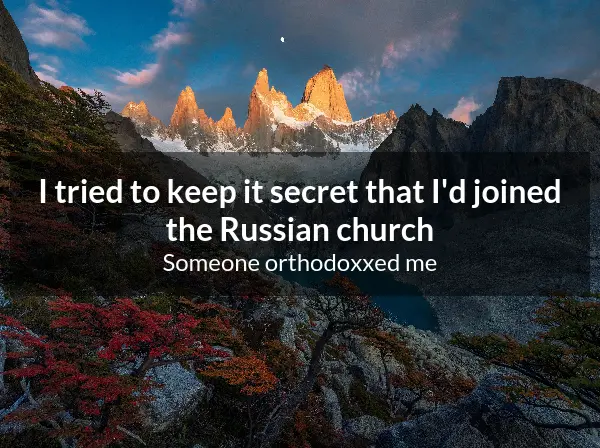 I tried to keep it secret that I'd joined
the Russian church
Someone orthodoxxed me